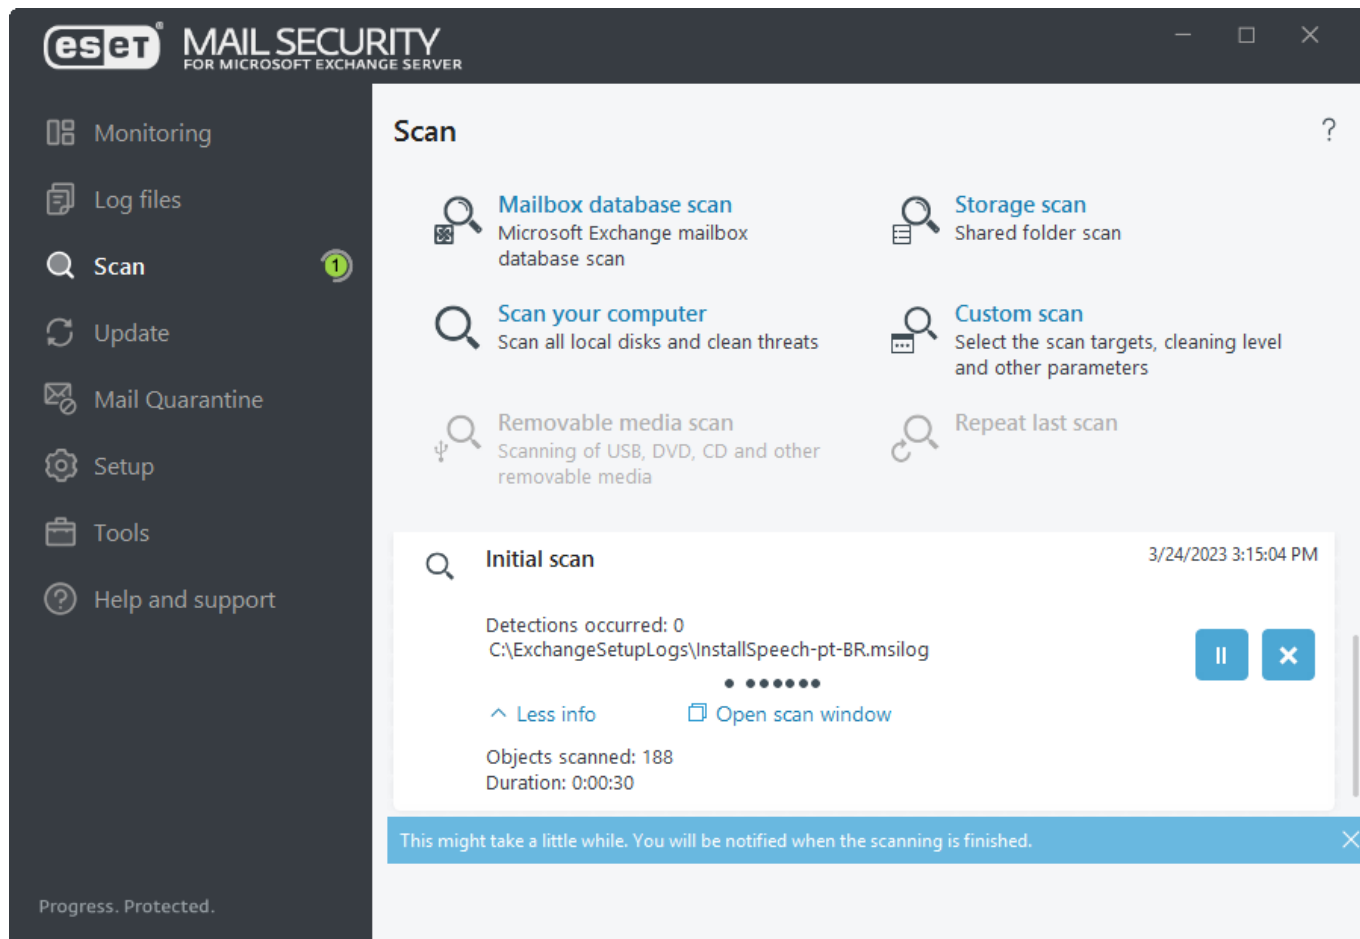 eset® MAIL SECURITY
FOR MICROSOFT EXCHANGE SERVER
Monitoring
Log files
Scan
1
Update
Mail Quarantine
Setup
Tools
Help and support
Progress. Protected.
Scan
?
Mailbox database scan
Microsoft Exchange mailbox
database scan
Storage scan
Shared folder scan
Scan your computer
Scan all local disks and clean threats
Custom scan
Select the scan targets, cleaning level
and other parameters
Removable media scan
Scanning of USB, DVD, CD and other
removable media
Repeat last scan
Initial scan
3/24/2023 3:15:04 PM
Detections occurred: 0
C:\ExchangeSetupLogs\InstallSpeech-pt-BR.msilog
Less info
Open scan window
Objects scanned: 188
Duration: 0:00:30
This might take a little while. You will be notified when the scanning is finished.